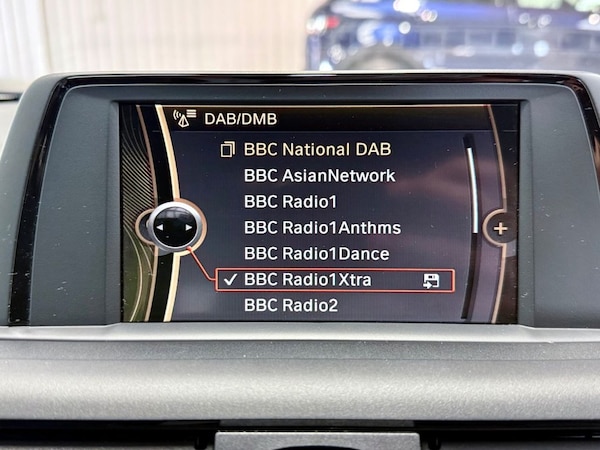 DAB/DMB
BBC National DAB
BBC AsianNetwork
BBC Radio1
BBC Radio1Anthms
BBC Radio1Dance
BBC Radio1Xtra
BBC Radio2